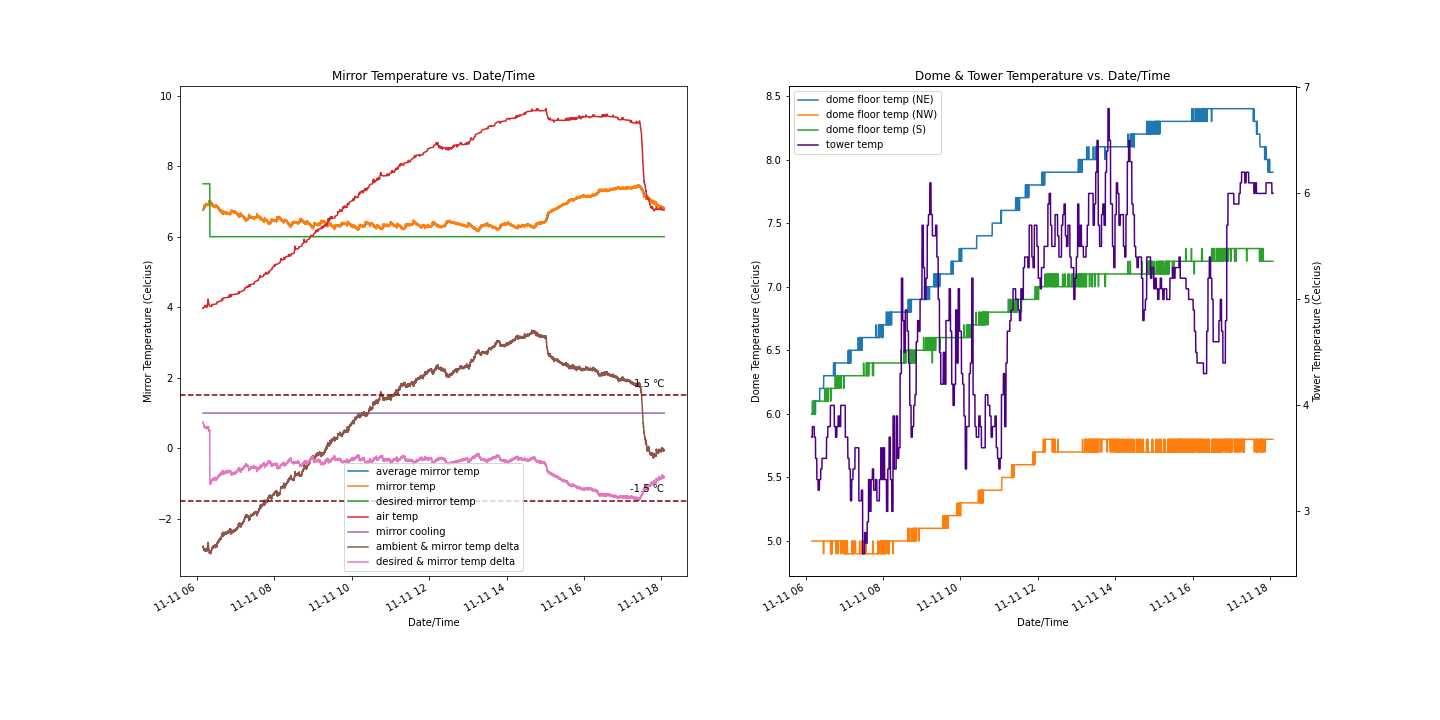 Mirror Temperature vs. Date/Time
10
8
6
4
2
0
−2
Mirror Temperature (Celcius)
1.5 °C
-1.5 °C
average mirror temp
mirror temp
desired mirror temp
air temp
mirror cooling
ambient & mirror temp delta
desired & mirror temp delta
11-11 06
11-11 08
11-11 10
11-11 12
11-11 14
11-11 16
11-11 18
Date/Time
Dome & Tower Temperature vs. Date/Time
8.5
8.0
7.5
7.0
6.5
6.0
5.5
5.0
Dome Temperature (Celcius)
dome floor temp (NE)
dome floor temp (NW)
dome floor temp (S)
tower temp
7
6
5
4
3
Tower Temperature (Celcius)
11-11 06
11-11 08
11-11 10
11-11 12
11-11 14
11-11 16
11-11 18
Date/Time